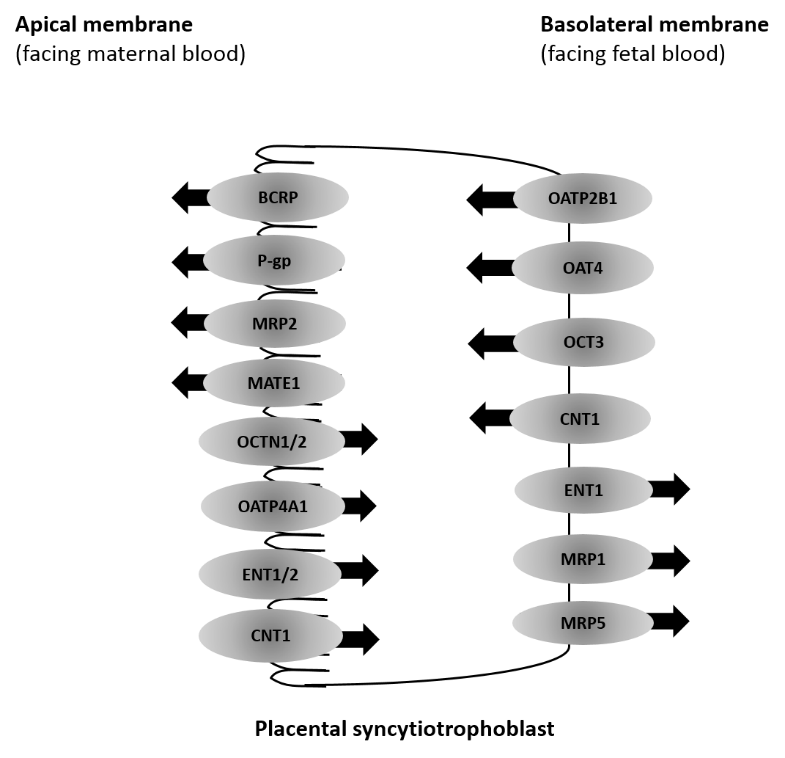 Apical membrane
(facing maternal blood)
Basolateral membrane
(facing fetal blood)
BCRP
P-gp
MRP2
MATE1
OCTN1/2
OATP4A1
ENT1/2
CNT1
OATP2B1
OAT4
OCT3
CNT1
ENT1
MRP1
MRP5
Placental syncytiotrophoblast